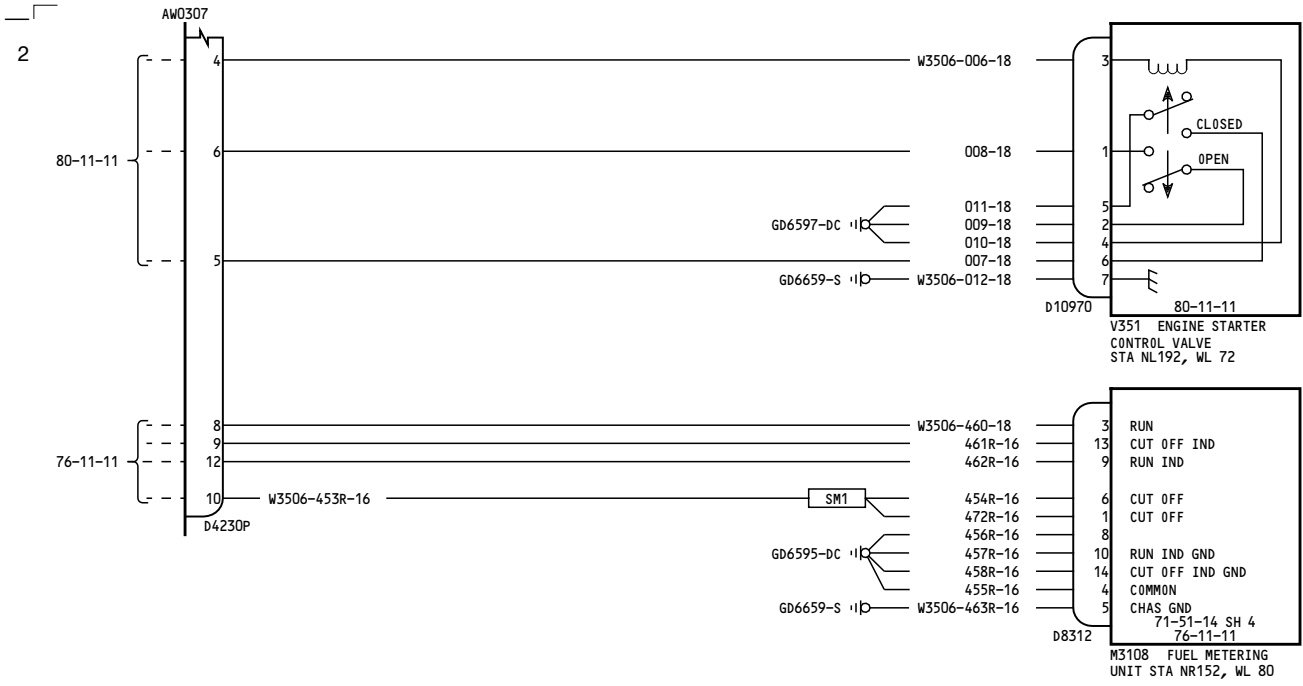 AW0307
2
4 W3506-006-18 3
CLOSED
80-11-11 6 008-18 1
OPEN
011-18 5
GD6597-DC 009-18 2
010-18 4
5 007-18 6
GD6659-S W3506-012-18 7
D10970 80-11-11
V351 ENGINE STARTER
CONTROL VALVE
STA NL192, WL 72
8 W3506-460-18 3 RUN
9 461R-16 13 CUT OFF IND
76-11-11 12 462R-16 9 RUN IND
10 W3506-453R-16 SM1 454R-16 6 CUT OFF
472R-16 1 CUT OFF
D4230P
456R-16 8
GD6595-DC 457R-16 10 RUN IND GND
458R-16 14 CUT OFF IND GND
455R-16 4 COMMON
GD6659-S W3506-463R-16 5 CHAS GND
71-51-14 SH 4
D8312 76-11-11
M3108 FUEL METERING
UNIT STA NR152, WL 80